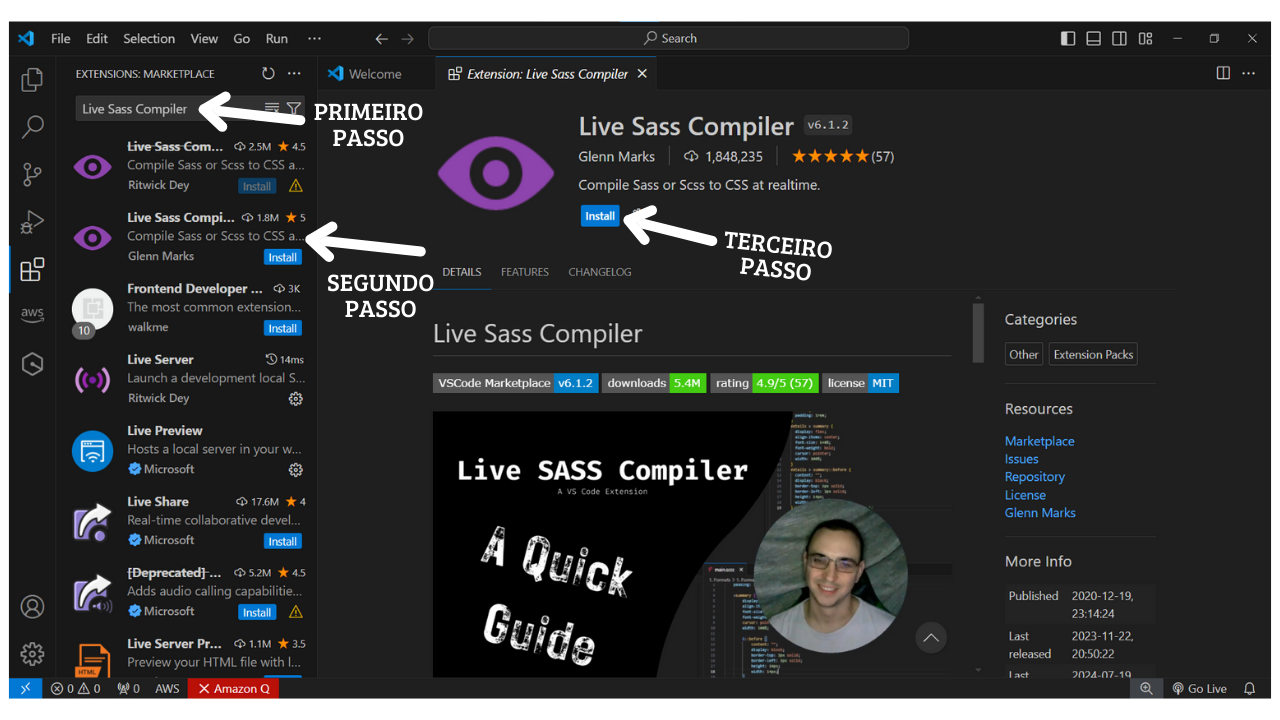 File Edit Selection View Go Run ···
Search
EXTENSIONS: MARKETPLACE
Welcome
Extension: Live Sass Compiler
Live Sass Compiler
PRIMEIRO
PASSO
Live Sass Com... 2.5M 4.5
Compile Sass or Scss to CSS a...
Ritwick Dey Install
Live Sass Compi... 1.8M 5
Compile Sass or Scss to CSS a...
Glenn Marks Install
SEGUNDO
PASSO
Frontend Developer ... 3K
The most common extension...
walkme Install
10
Live Server 14ms
Launch a development local S...
Ritwick Dey
Live Preview
Hosts a local server in your w...
Microsoft
Live Share 17.6M 4
Real-time collaborative devel...
Microsoft Install
[Deprecated] ... 5.2M 4.5
Adds audio calling capabilitie...
Microsoft Install
Live Server Pr... 1.1M 3.5
Preview your HTML file with l...
HTML
aws
Live Sass Compiler v6.1.2
Glenn Marks 1,848,235 (57)
Compile Sass or Scss to CSS at realtime.
Install
TERCEIRO
PASSO
DETAILS FEATURES CHANGELOG
Live Sass Compiler
VSCode Marketplace v6.1.2 downloads 5.4M rating 4.9/5 (57) license MIT
Live SASS Compiler
A VS Code Extension
A Quick
Guide
Categories
Other Extension Packs
Resources
Marketplace
Issues
Repository
License
Glenn Marks
More Info
Published 2020-12-19,
23:14:24
Last 2023-11-22,
released 20:50:22
Last 2024-07-19,
0 0 0 AWS Amazon Q
Go Live